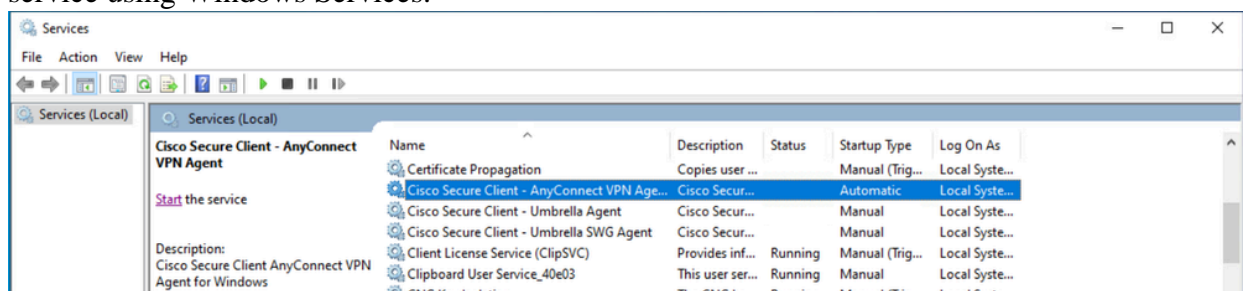 service using Windows Services.
Services
File Action View Help
Services (Local)
Services (Local)
Cisco Secure Client - AnyConnect
VPN Agent
Start the service
Description:
Cisco Secure Client AnyConnect VPN
Agent for Windows
Name Description Status Startup Type Log On As
Certificate Propagation Copies user ... Manual (Trig... Local Syste...
Cisco Secure Client - AnyConnect VPN Age... Cisco Secur... Automatic Local Syste...
Cisco Secure Client - Umbrella Agent Cisco Secur... Manual Local Syste...
Cisco Secure Client - Umbrella SWG Agent Cisco Secur... Manual Local Syste...
Client License Service (ClipSVC) Provides inf... Running Manual (Trig... Local Syste...
Clipboard User Service_40e03 This user ser... Running Manual Local Syste...